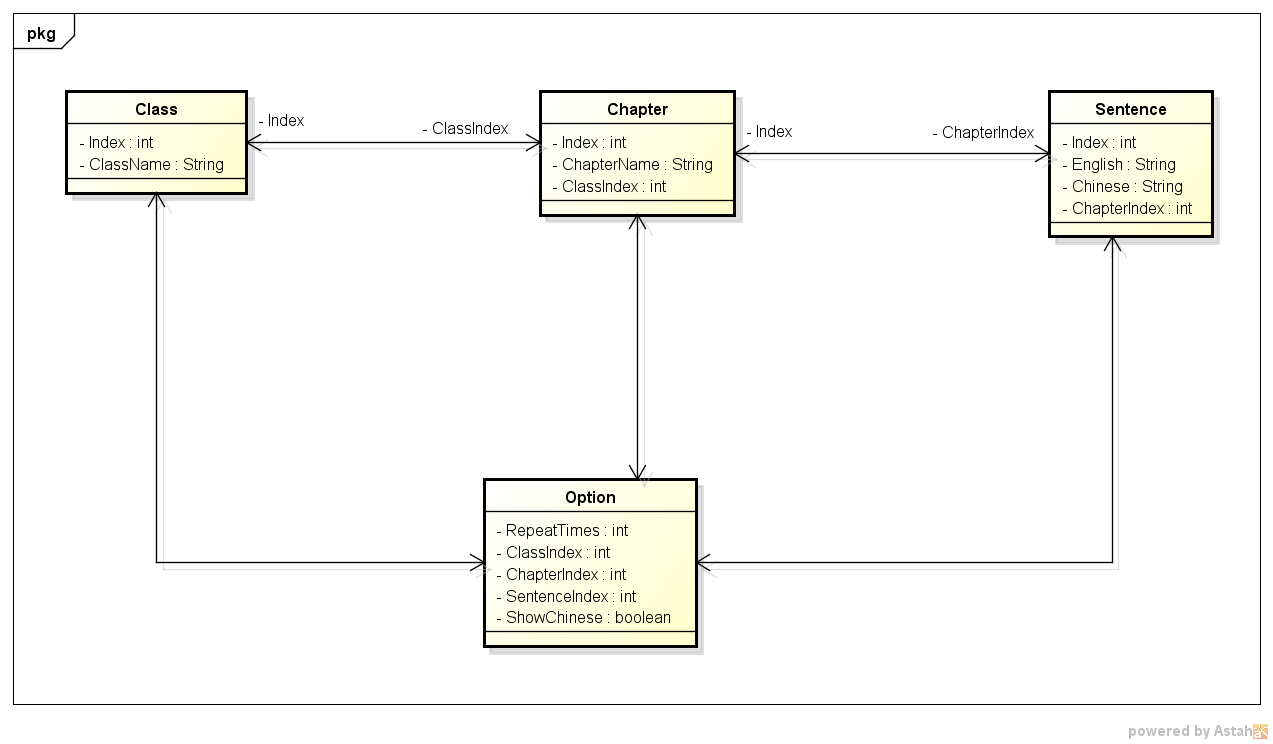 pkg
Class
- Index : int
- ClassName : String
- Index
- ClassIndex
Chapter
- Index : int
- ChapterName : String
- ClassIndex : int
- Index
- ChapterIndex
Sentence
- Index : int
- English : String
- Chinese : String
- ChapterIndex : int
Option
- RepeatTimes : int
- ClassIndex : int
- ChapterIndex : int
- SentenceIndex : int
- ShowChinese : boolean
powered by Astah